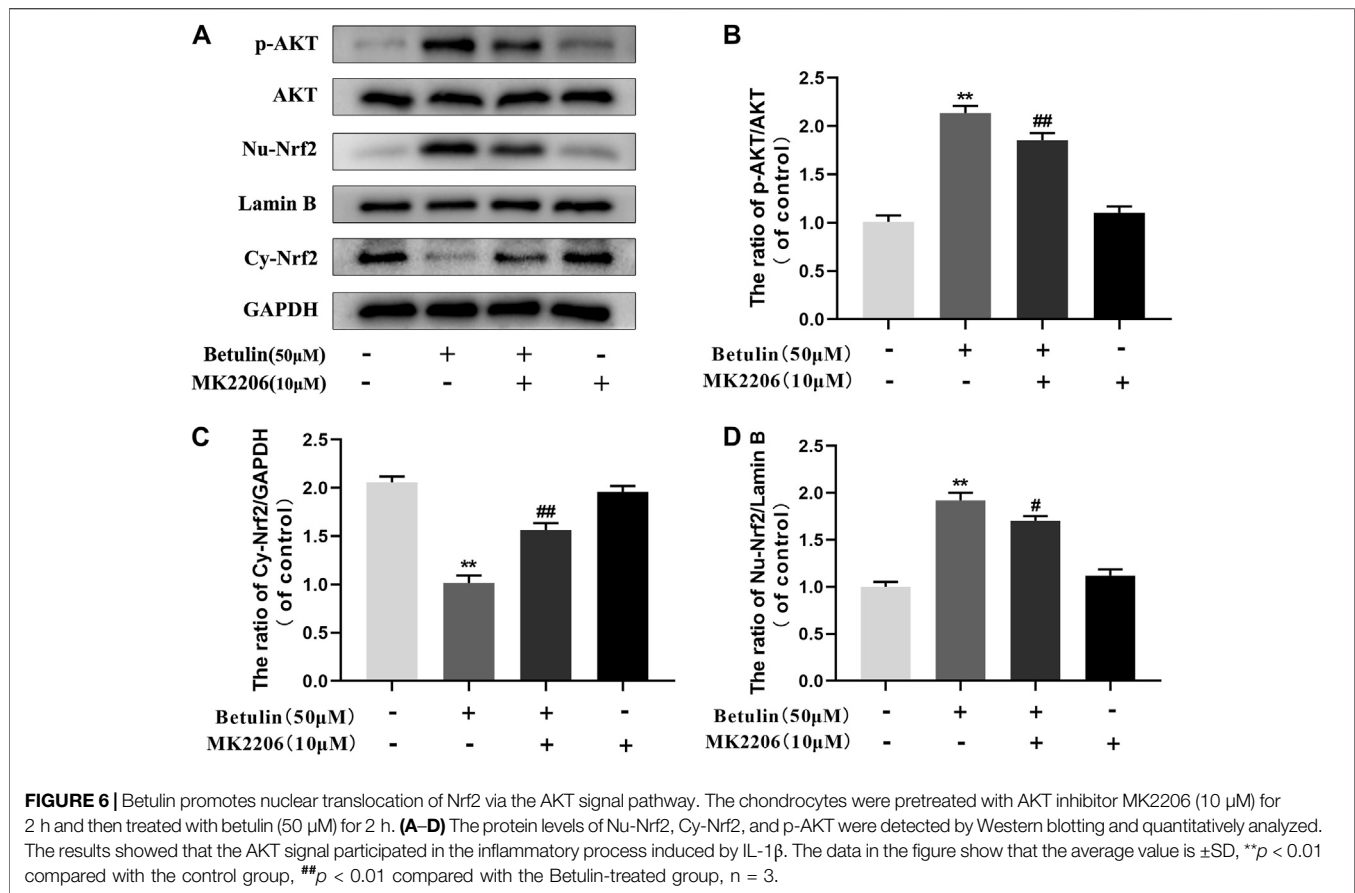 A
p-AKT
AKT
Nu-Nrf2
Lamin B
Cy-Nrf2
GAPDH
Betulin(50μM) - + + -
MK2206(10μM) - - + +
B
The ratio of p-AKT/AKT
( of control)
2.5
2.0
1.5
1.0
0.5
0.0
**
##
Betulin(50μM) - + + -
MK2206(10μM) - - + +
C
The ratio of Cy-Nrf2/GAPDH
( of control)
2.5
2.0
1.5
1.0
0.5
0.0
**
##
Betulin(50μM) - + + -
MK2206(10μM) - - + +
D
The ratio of Nu-Nrf2/Lamin B
( of control)
2.5
2.0
1.5
1.0
0.5
0.0
**
#
Betulin(50μM) - + + -
MK2206(10μM) - - + +
FIGURE 6 | Betulin promotes nuclear translocation of Nrf2 via the AKT signal pathway. The chondrocytes were pretreated with AKT inhibitor MK2206 (10 μM) for
2 h and then treated with betulin (50 μM) for 2 h. (A–D) The protein levels of Nu-Nrf2, Cy-Nrf2, and p-AKT were detected by Western blotting and quantitatively analyzed.
The results showed that the AKT signal participated in the inflammatory process induced by IL-1β. The data in the figure show that the average value is ±SD, **p < 0.01
compared with the control group, ##p < 0.01 compared with the Betulin-treated group, n = 3.